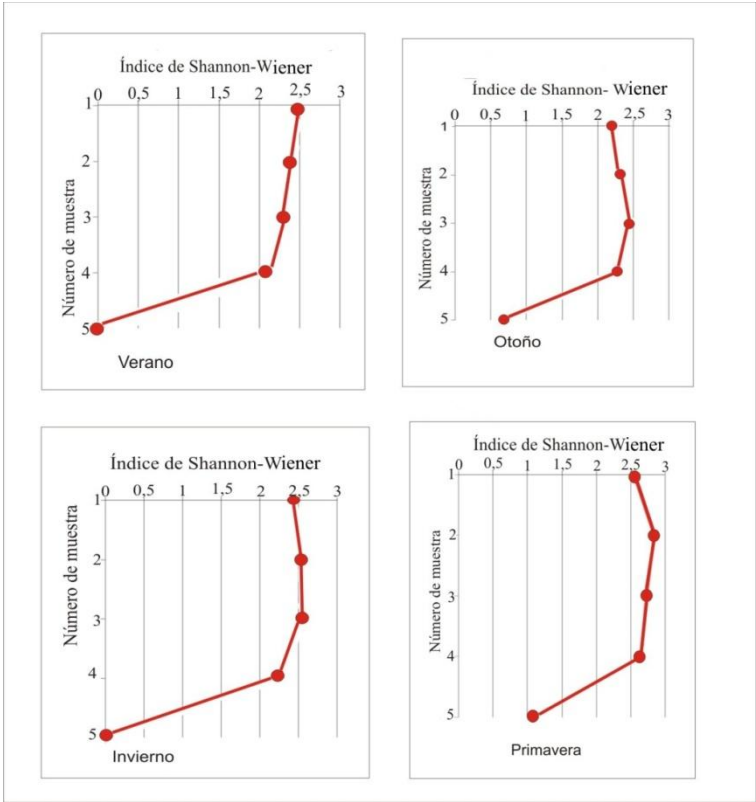 Índice de Shannon-Wiener
0 0,5 1 1,5 2 2,5 3
Número de muestra
1
2
3
4
5
Verano
Índice de Shannon- Wiener
0 0,5 1 1,5 2 2,5 3
Número de muestra
1
2
3
4
5
Otoño
Índice de Shannon-Wiener
0 0,5 1 1,5 2 2,5 3
Número de muestra
1
2
3
4
5
Invierno
Índice de Shannon-Wiener
0 0,5 1 1,5 2 2,5 3
Número de muestra
1
2
3
4
5
Primavera